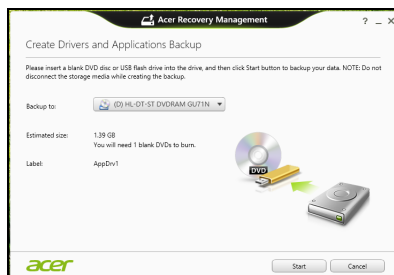 Acer Recovery Management
? _ X
Create Drivers and Applications Backup
Please insert a blank DVD disc or USB flash drive into the drive, and then click Start button to backup your data. NOTE: Do not
disconnect the storage media while creating the backup.
Backup to: (D) HL-DT-ST DVDRAM GU71N
Estimated size: 1.39 GB
You will need 1 blank DVDs to burn.
Label: AppDrv1
DVD
acer
Start Cancel